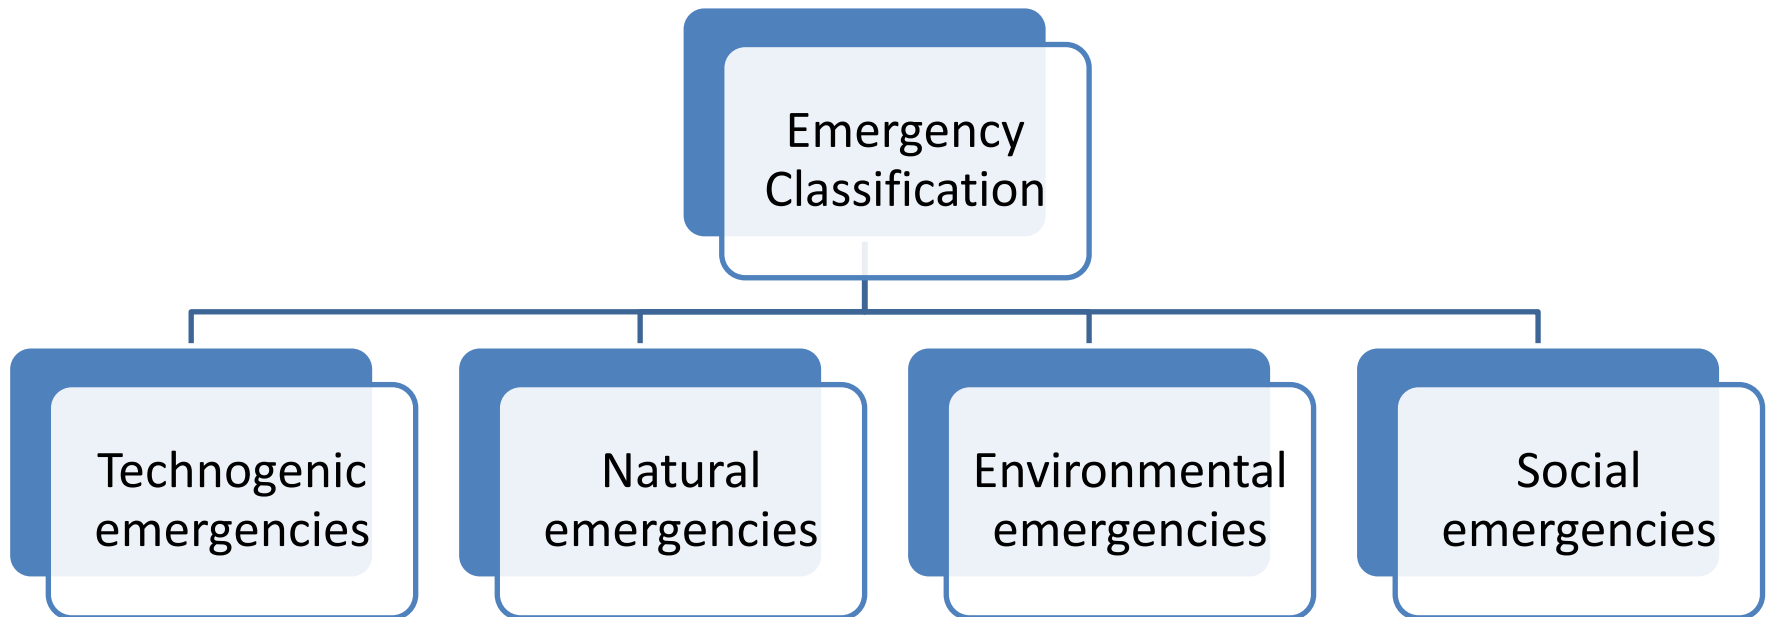 Emergency
Classification
Technogenic
emergencies
Natural
emergencies
Environmental
emergencies
Social
emergencies